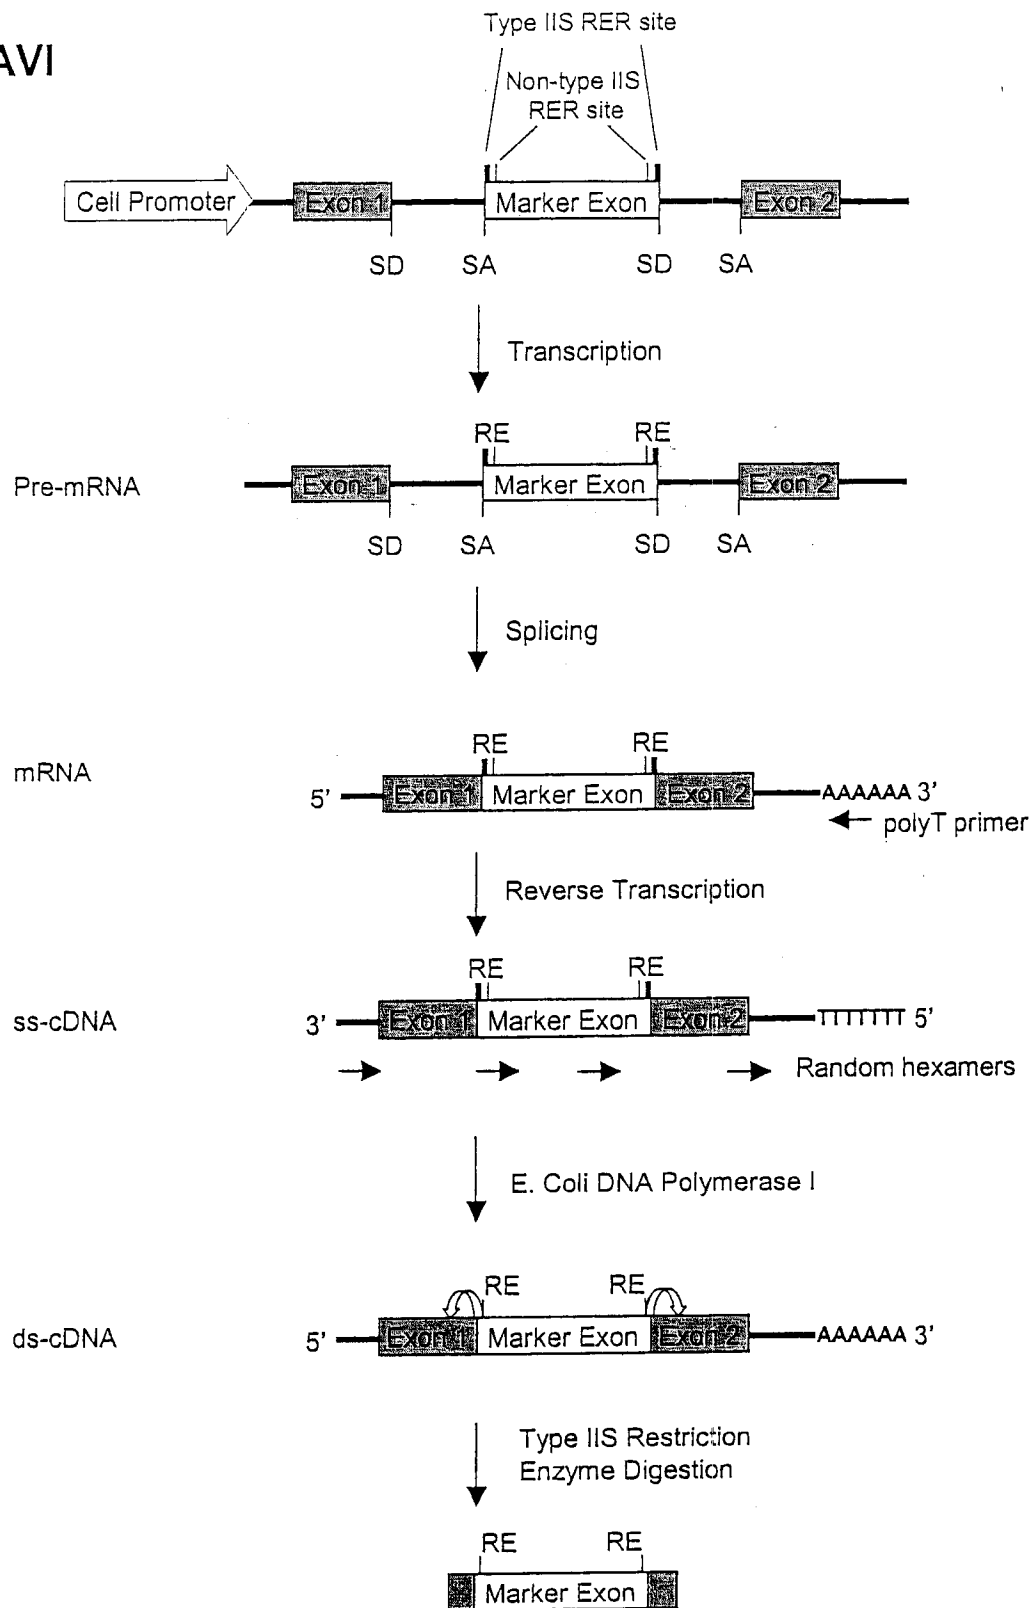 Type IIS RER site
AVI
Non-type IIS
RER site
Cell Promoter
Exon 1
Marker Exon
Exon 2
SD
SA
SD
SA
Transcription
RE
RE
Pre-mRNA
Exon 1
Marker Exon
Exon 2
SD
SA
SD
SA
Splicing
RE
RE
mRNA
5'
Exon 1
Marker Exon
Exon 2
AAAAAA 3'
polyT primer
Reverse Transcription
RE
RE
ss-cDNA
3'
Exon 1
Marker Exon
Exon 2
TTTTTTT 5'
Random hexamers
E. Coli DNA Polymerase I
RE
RE
ds-cDNA
5'
Exon 1
Marker Exon
Exon 2
AAAAAA 3'
Type IIS Restriction
Enzyme Digestion
RE
RE
Marker Exon